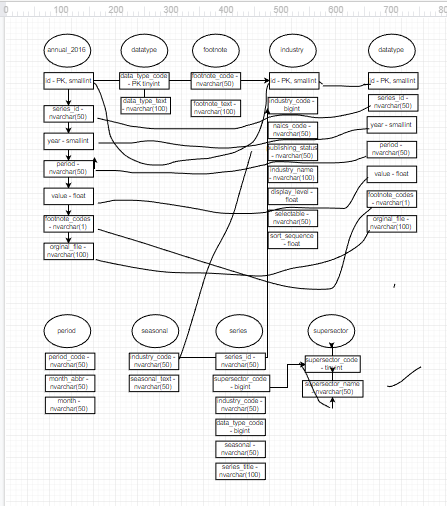 0 100 200 300 400 500 600 700
annual_2016 datatype footnote industry datatype
id - PK, smallint
series_id -
nvarchar(50)
year - smallint
period -
nvarchar(50)
value - float
footnote_codes
- nvarchar(1)
orginal_file -
nvarchar(100)
data_type_code
- PK tinyint
data_type_text
- nvarchar(100)
footnote_code -
nvarchar(50)
footnote_text -
nvarchar(100)
id - PK, smallint
industry_code -
bigint
naics_code -
nvarchar(50)
publishing_status
- nvarchar(50)
industry_name -
nvarchar(100)
display_level -
float
selectable -
nvarchar(50)
sort_sequence -
float
id - PK, smallint
series_id -
nvarchar(50)
year - smallint
period -
nvarchar(50)
value - float
footnote_codes
- nvarchar(1)
orginal_file -
nvarchar(100)
period seasonal series supersector
period_code -
nvarchar(50)
month_abbr -
nvarchar(50)
month -
nvarchar(50)
industry_code -
nvarchar(50)
seasonal_text -
nvarchar(50)
series_id -
nvarchar(50)
supersector_code
- bigint
industry_code -
nvarchar(50)
data_type_code
- bigint
seasonal -
nvarchar(50)
series_title -
nvarchar(100)
supersector_code
- tinyint
supersector_name
- nvarchar(50)